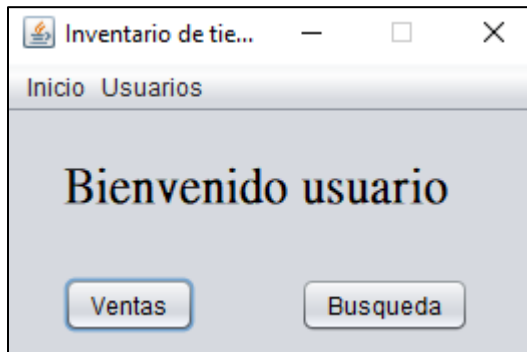 Inventario de tie...
Inicio Usuarios
Bienvenido usuario
Ventas Busqueda